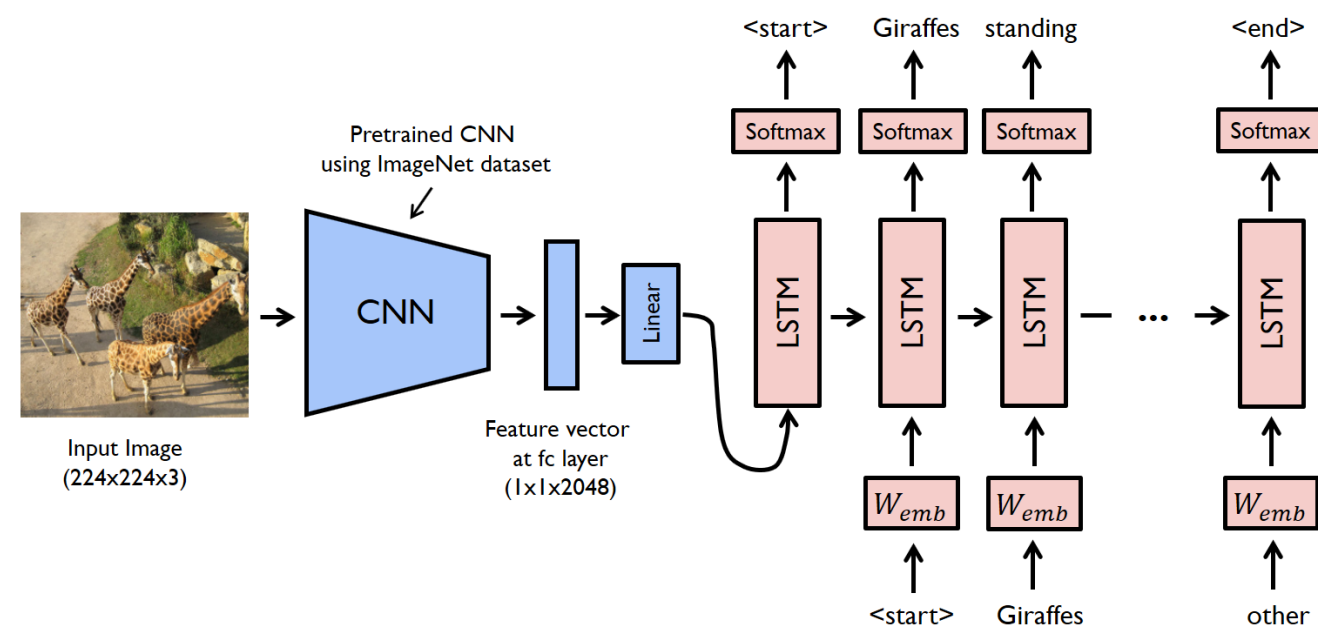 <start> Giraffes standing <end>
Softmax Softmax Softmax Softmax
Pretrained CNN
using ImageNet dataset
CNN
Linear
LSTM LSTM LSTM ... LSTM
Input Image
(224x224x3)
Feature vector
at fc layer
(1x1x2048)
W_emb W_emb W_emb
<start> Giraffes other